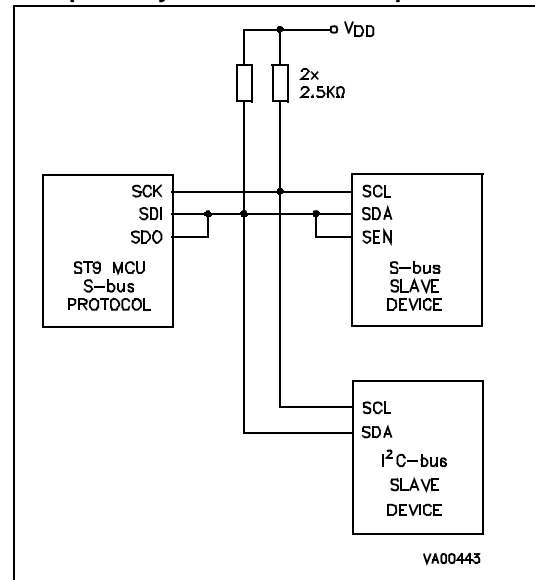 VDD
2x
2.5KΩ
SCK
SDI
SDO
ST9 MCU
S-bus
PROTOCOL
SCL
SDA
SEN
S-bus
SLAVE
DEVICE
SCL
SDA
I²C-bus
SLAVE
DEVICE
VA00443